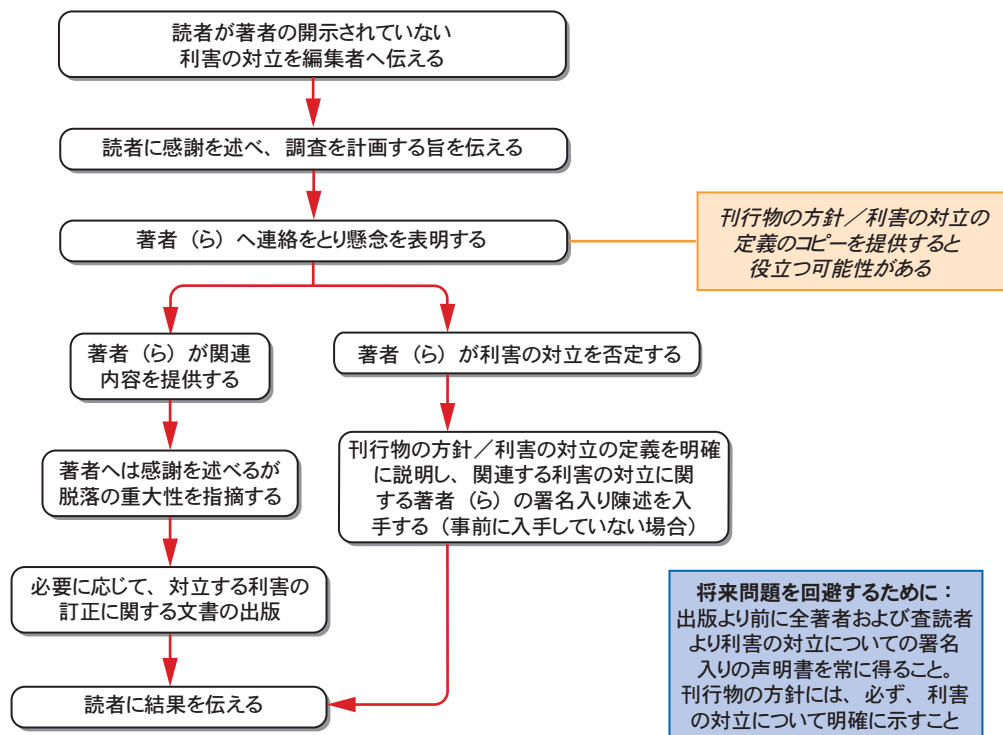 読者が著者の開示されていない
利害の対立を編集者へ伝える
読者に感謝を述べ、調査を計画する旨を伝える
著者（ら）へ連絡をとり懸念を表明する
刊行物の方針／利害の対立の
定義のコピーを提供すると
役立つ可能性がある
著者（ら）が関連
内容を提供する
著者（ら）が利害の対立を否定する
著者へは感謝を述べるが
脱落の重大性を指摘する
刊行物の方針／利害の対立の定義を明確
に説明し、関連する利害の対立に関
する著者（ら）の署名入り陳述を入
手する（事前に入手していない場合）
必要に応じて、対立する利害の
訂正に関する文書の出版
読者に結果を伝える
将来問題を回避するために：
出版より前に全著者および査読者
より利害の対立についての署名
入りの声明書を常に得ること。
刊行物の方針には、必ず、利害
の対立について明確に示すこと